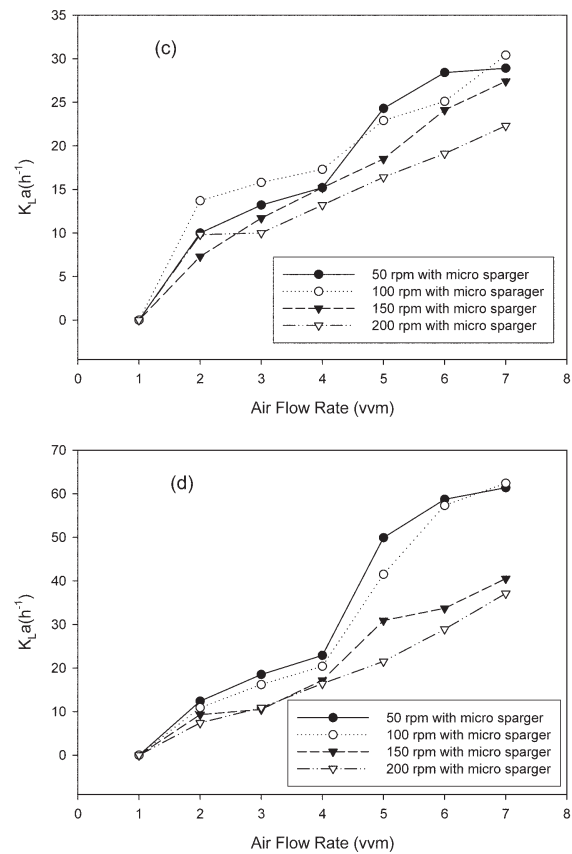 35
(c)
30
25
20
15
10
5
0
K_La(h⁻¹)
50 rpm with micro sparger
100 rpm with micro sparager
150 rpm with micro sparger
200 rpm with micro sparger
0 1 2 3 4 5 6 7 8
Air Flow Rate (vvm)
70
(d)
60
50
40
30
20
10
0
K_La(h⁻¹)
50 rpm with micro sparger
100 rpm with micro sparger
150 rpm with micro sparger
200 rpm with micro sparger
0 1 2 3 4 5 6 7 8
Air Flow Rate (vvm)